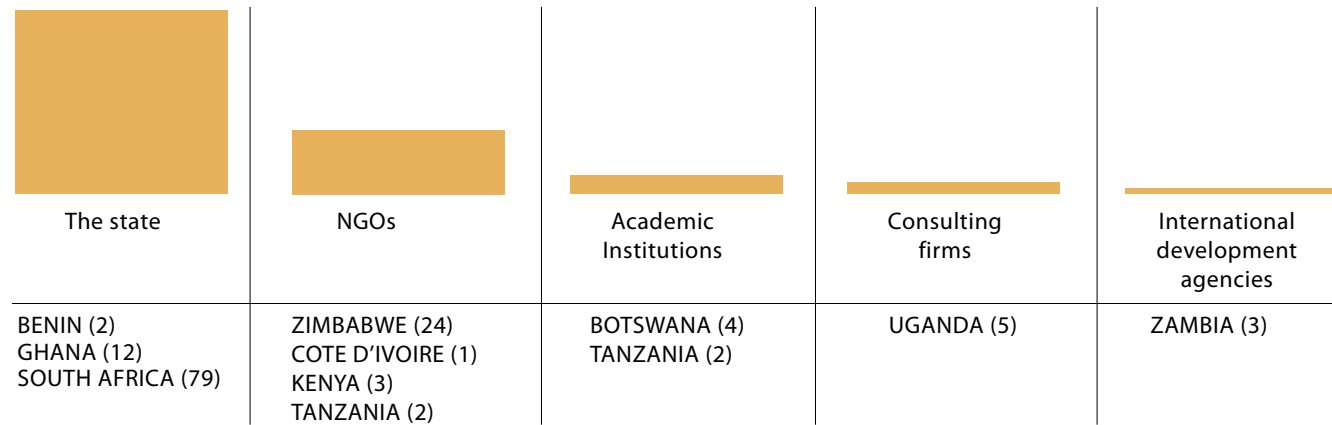 The state
NGOs
Academic
Institutions
Consulting
firms
International
development
agencies
BENIN (2)
GHANA (12)
SOUTH AFRICA (79)
ZIMBABWE (24)
COTE D’IVOIRE (1)
KENYA (3)
TANZANIA (2)
BOTSWANA (4)
TANZANIA (2)
UGANDA (5)
ZAMBIA (3)